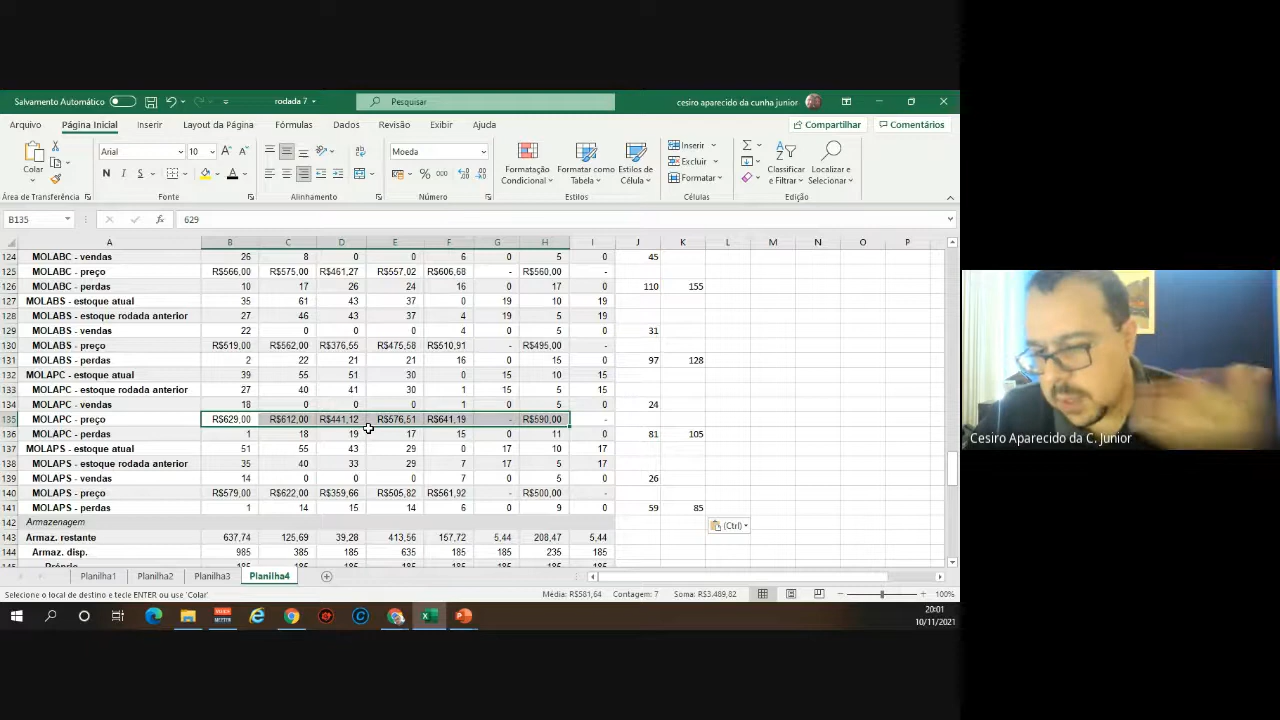 Salvamento Automático
rodada 7
Pesquisar
cesiro aparecido da cunha junior
Arquivo Página Inicial Inserir Layout da Página Fórmulas Dados Revisão Exibir Ajuda Compartilhar Comentários
Colar Arial 10 Moeda Formatação Condicional Formatar como Tabela Estilos de Célula Inserir Excluir Formatar Classificar e Filtrar Localizar e Selecionar
Área de Transferência Fonte Alinhamento Número Estilos Células Edição
B135 629
A B C D E F G H I J K L M N O P
124 MOLABC - vendas 26 8 0 0 6 0 5 0 45
125 MOLABC - preço R$566,00 R$575,00 R$461,27 R$557,02 R$606,68 - R$560,00 -
126 MOLABC - perdas 10 17 26 24 16 0 17 0 110 155
127 MOLABS - estoque atual 35 61 43 37 0 19 10 19
128 MOLABS - estoque rodada anterior 27 46 43 37 4 19 5 19
129 MOLABS - vendas 22 0 0 0 4 0 5 0 31
130 MOLABS - preço R$519,00 R$562,00 R$376,55 R$475,58 R$510,91 - R$495,00 -
131 MOLABS - perdas 2 22 21 21 16 0 15 0 97 128
132 MOLAPC - estoque atual 39 55 51 30 0 15 10 15
133 MOLAPC - estoque rodada anterior 27 40 41 30 1 15 5 15
134 MOLAPC - vendas 18 0 0 0 1 0 5 0 24
135 MOLAPC - preço R$629,00 R$612,00 R$441,12 R$576,51 R$641,19 - R$590,00 -
136 MOLAPC - perdas 1 18 19 17 15 0 11 0 81 105
137 MOLAPS - estoque atual 51 55 43 29 0 17 10 17
138 MOLAPS - estoque rodada anterior 35 40 33 29 7 17 5 17
139 MOLAPS - vendas 14 0 0 0 7 0 5 0 26
140 MOLAPS - preço R$579,00 R$622,00 R$359,66 R$505,82 R$561,92 - R$500,00 -
141 MOLAPS - perdas 1 14 15 14 6 0 9 0 59 85
142 Armazenagem (Ctrl)
143 Armaz. restante 637,74 125,69 39,28 413,56 157,72 5,44 208,47 5,44
144 Armaz. disp. 985 385 185 635 185 185 235 185
Planilha1 Planilha2 Planilha3 Planilha4
Selecione o local de destino e tecle ENTER ou use 'Colar' Média: R$581,64 Contagem: 7 Soma: R$3.489,82 100%
20:01
10/11/2021
Cesiro Aparecido da C. Junior